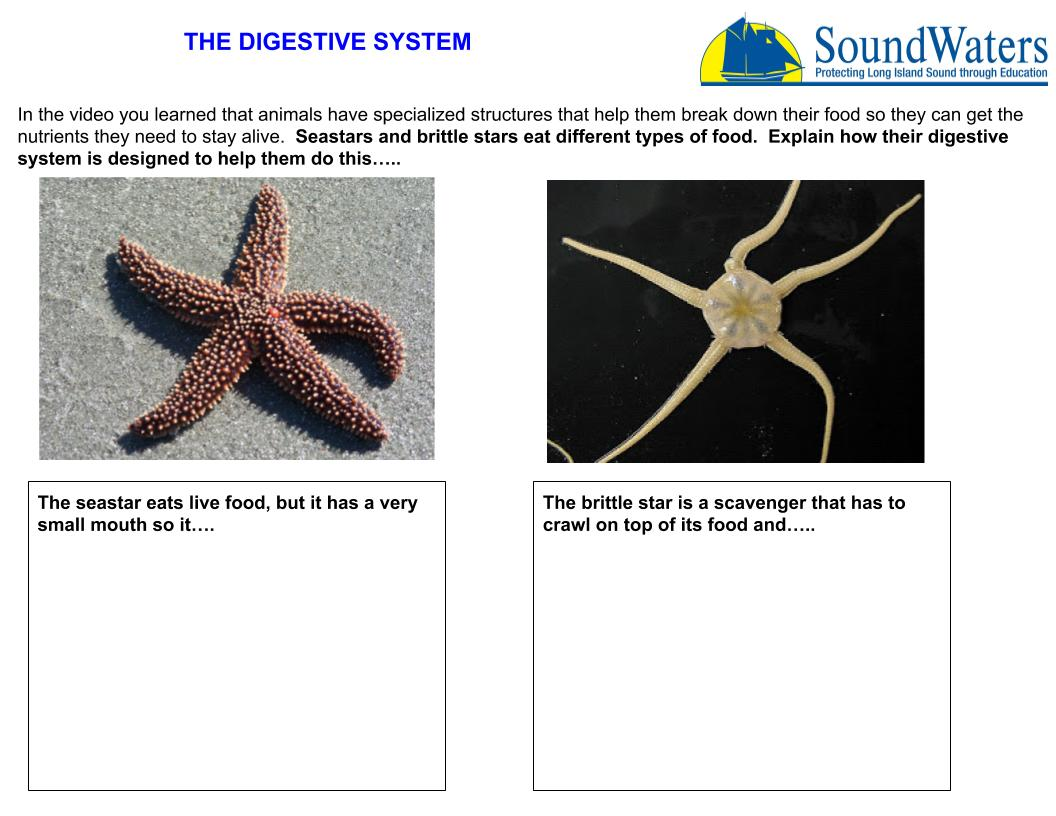 THE DIGESTIVE SYSTEM
SoundWaters
Protecting Long Island Sound through Education
In the video you learned that animals have specialized structures that help them break down their food so they can get the
nutrients they need to stay alive.  Seastars and brittle stars eat different types of food.  Explain how their digestive
system is designed to help them do this…..
The seastar eats live food, but it has a very
small mouth so it….
The brittle star is a scavenger that has to
crawl on top of its food and…..